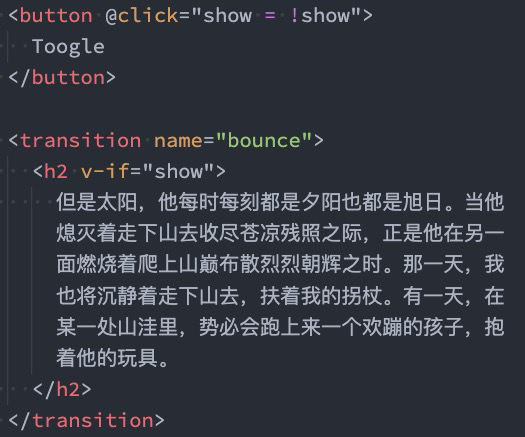 <button @click="show = !show">
Toogle
</button>
<transition name="bounce">
<h2 v-if="show">
但是太阳，他每时每刻都是夕阳也都是旭日。当他
熄灭着走下山去收尽苍凉残照之际，正是他在另一
面燃烧着爬上山巅布散烈烈朝辉之时。那一天，我
也将沉静着走下山去，扶着我的拐杖。有一天，在
某一处山洼里，势必会跑上来一个欢蹦的孩子，抱
着他的玩具。
</h2>
</transition>